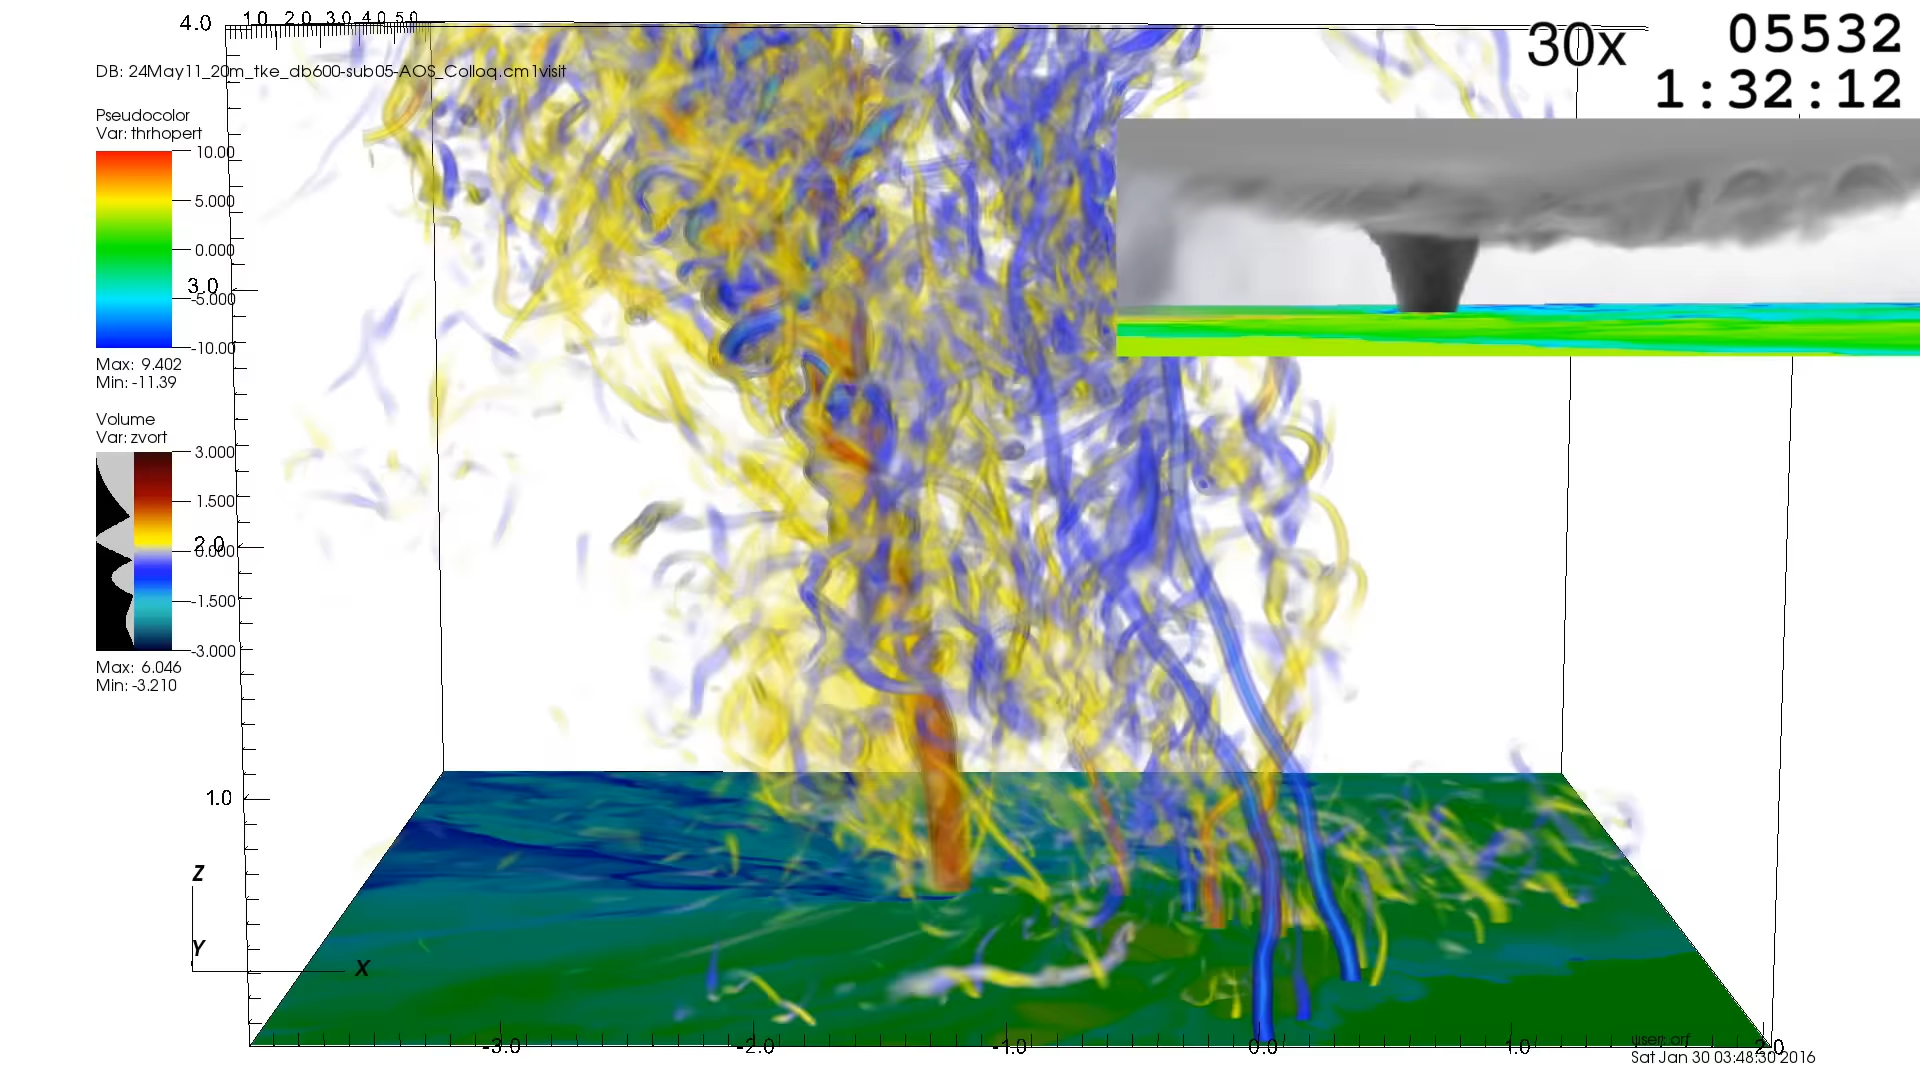 4.0 1.0 2.0 3.0 4.0 5.0
30x 05532
1:32:12
DB: 24May11_20m_tke_db600-sub05-AOS_Colloq.cm1visit
Pseudocolor
Var: thrhopert
10.00
5.000
0.000
-5.000
-10.00
Max: 9.402
Min: -11.39
3.0
Volume
Var: zvort
3.000
1.500
0.000
-1.500
-3.000
Max: 6.046
Min: -3.210
2.0
1.0
Z
Y
X
-3.0 -2.0 -1.0 0.0 1.0 2.0
user: orf
Sat Jan 30 03:48:30 2016